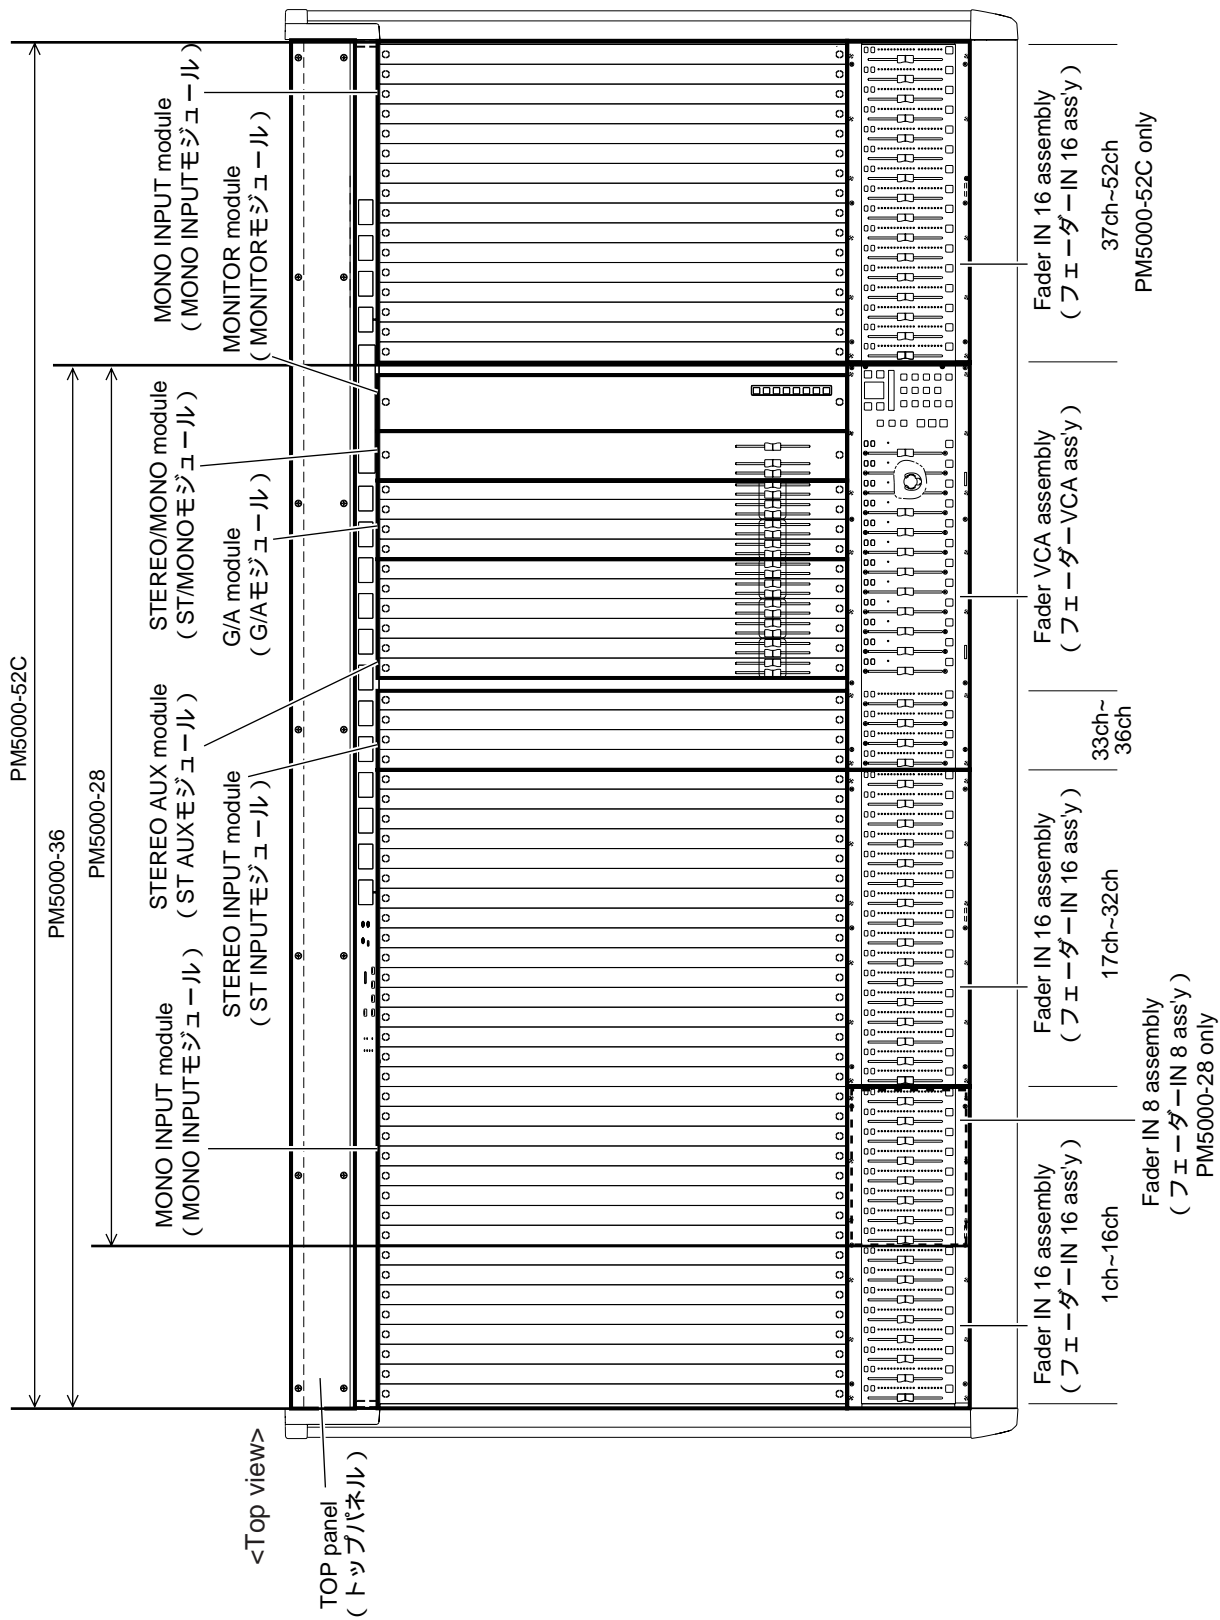 <Top view>
PM5000-52C
PM5000-36
PM5000-28
TOP panel
（トップパネル）
MONO INPUT module
（MONO INPUTモジュール）
STEREO INPUT module
（ST INPUTモジュール）
STEREO AUX module
（ST AUXモジュール）
G/A module
（G/Aモジュール）
STEREO/MONO module
（ST/MONOモジュール）
MONITOR module
（MONITORモジュール）
MONO INPUT module
（MONO INPUTモジュール）
Fader IN 16 assembly
（フェーダーIN 16 ass'y）
1ch~16ch
Fader IN 8 assembly
（フェーダーIN 8 ass'y）
PM5000-28 only
Fader IN 16 assembly
（フェーダーIN 16 ass'y）
17ch~32ch
33ch~
36ch
Fader VCA assembly
（フェーダーVCA ass'y）
Fader IN 16 assembly
（フェーダーIN 16 ass'y）
37ch~52ch
PM5000-52C only